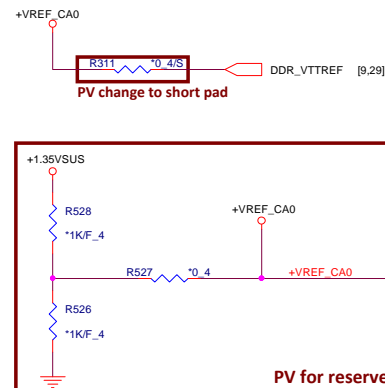 +VREF_CA0
R311 *0_4/S
DDR_VTTREF [9,29]
PV change to short pad
+1.35VSUS
R528
+VREF_CA0
*1K/F_4
R527 *0_4
+VREF_CA0
R526
*1K/F_4
PV for reserve